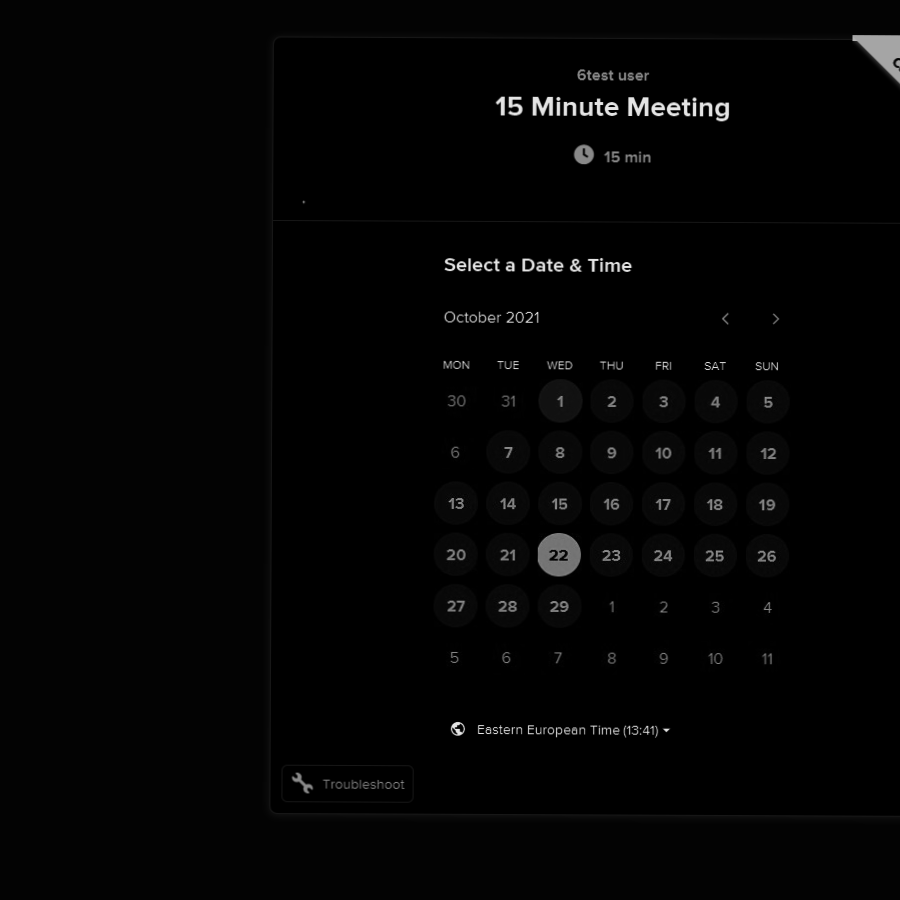 6test user
15 Minute Meeting
15 min
Select a Date & Time
October 2021
MON TUE WED THU FRI SAT SUN
30 31 1 2 3 4 5
6 7 8 9 10 11 12
13 14 15 16 17 18 19
20 21 22 23 24 25 26
27 28 29 1 2 3 4
5 6 7 8 9 10 11
Eastern European Time (13:41)
Troubleshoot